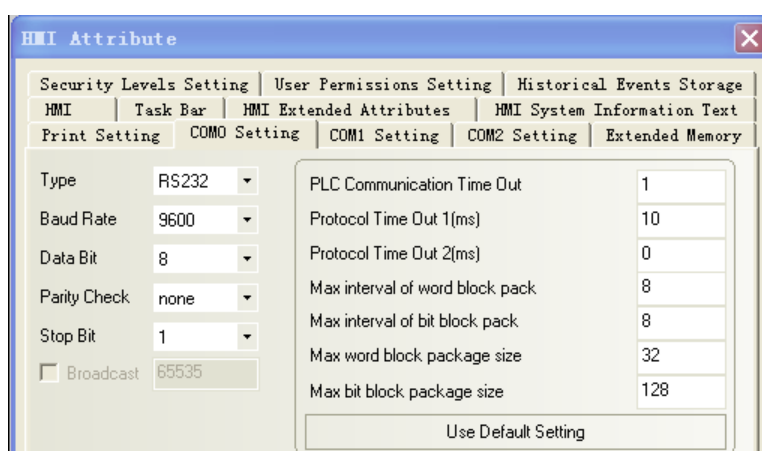 HMI Attribute
Security Levels Setting User Permissions Setting Historical Events Storage
HMI Task Bar HMI Extended Attributes HMI System Information Text
Print Setting COM0 Setting COM1 Setting COM2 Setting Extended Memory
Type RS232
Baud Rate 9600
Data Bit 8
Parity Check none
Stop Bit 1
Broadcast 65535
PLC Communication Time Out 1
Protocol Time Out 1(ms) 10
Protocol Time Out 2(ms) 0
Max interval of word block pack 8
Max interval of bit block pack 8
Max word block package size 32
Max bit block package size 128
Use Default Setting